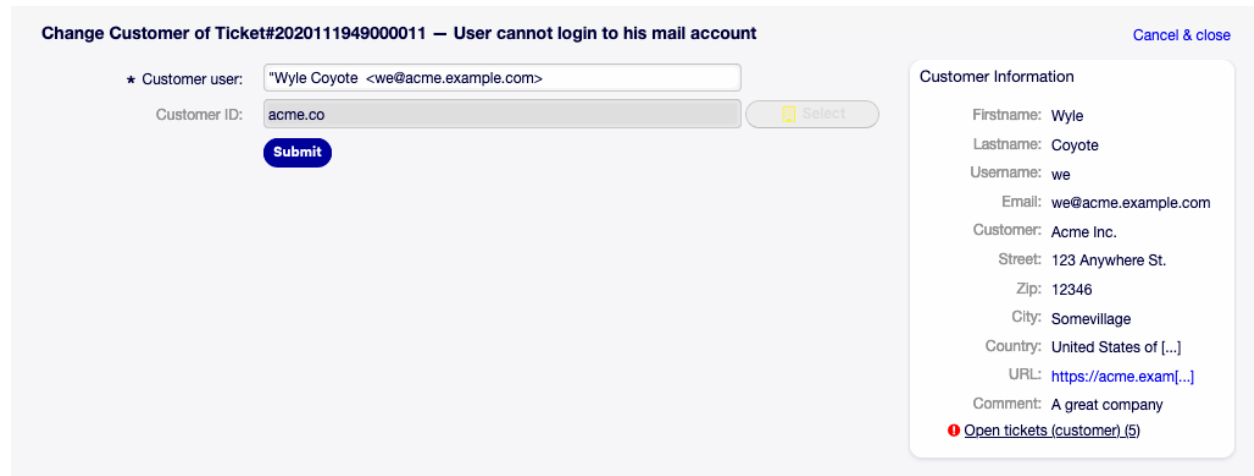 Change Customer of Ticket#2020111949000011 — User cannot login to his mail account
Cancel & close
★ Customer user: "Wyle Coyote <we@acme.example.com>
Customer ID: acme.co Select
Submit
Customer Information
Firstname: Wyle
Lastname: Coyote
Username: we
Email: we@acme.example.com
Customer: Acme Inc.
Street: 123 Anywhere St.
Zip: 12346
City: Somevillage
Country: United States of [...]
URL: https://acme.exam[...]
Comment: A great company
Open tickets (customer) (5)